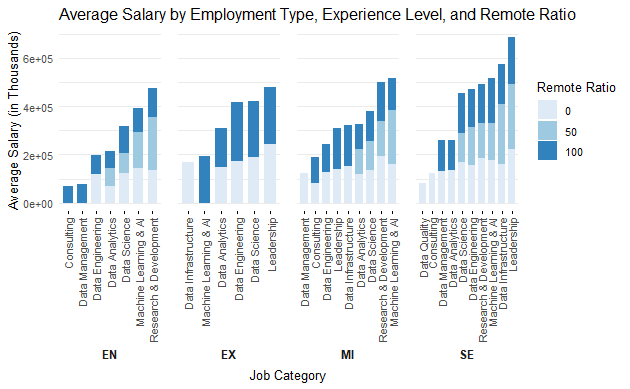 Average Salary by Employment Type, Experience Level, and Remote Ratio
Average Salary (in Thousands)
6e+05
4e+05
2e+05
0e+00
Consulting
Data Management
Data Engineering
Data Analytics
Data Science
Machine Learning & AI
Research & Development
Data Infrastructure
Machine Learning & AI
Data Analytics
Data Engineering
Data Science
Leadership
Data Management
Consulting
Data Engineering
Leadership
Data Infrastructure
Data Analytics
Data Science
Research & Development
Machine Learning & AI
Data Quality
Consulting
Data Management
Data Analytics
Data Science
Data Engineering
Research & Development
Machine Learning & AI
Data Infrastructure
Leadership
EN
EX
MI
SE
Job Category
Remote Ratio
0
50
100